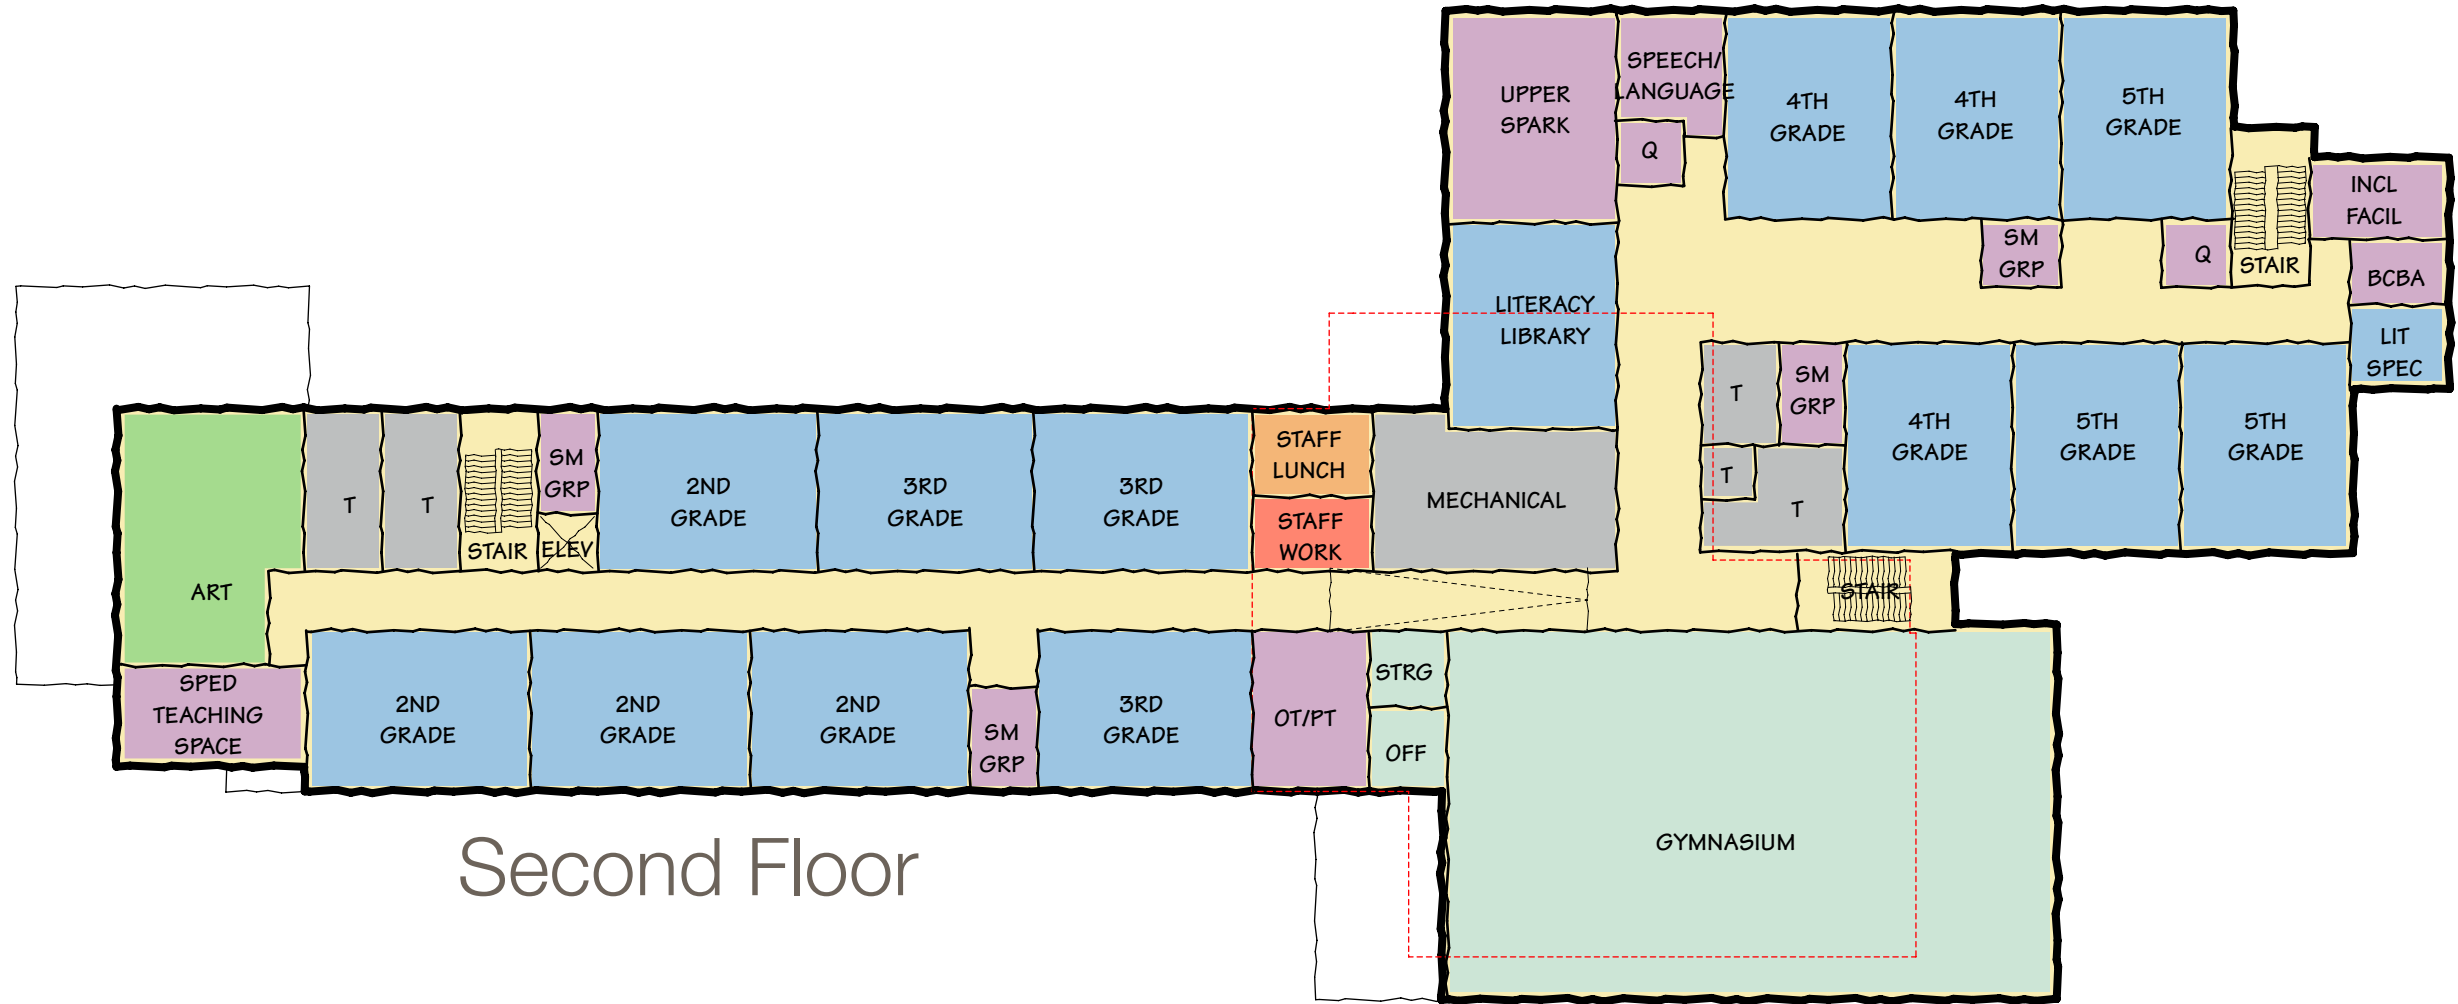 UPPER
SPARK
SPEECH/
LANGUAGE
Q
4TH
GRADE
4TH
GRADE
5TH
GRADE
INCL
FACIL
SM
GRP
Q
STAIR
BCBA
LITERACY
LIBRARY
LIT
SPEC
T
SM
GRP
4TH
GRADE
5TH
GRADE
5TH
GRADE
T
T
ART
T
T
STAIR
SM
GRP
ELEV
2ND
GRADE
3RD
GRADE
3RD
GRADE
STAFF
LUNCH
STAFF
WORK
MECHANICAL
STAIR
SPED
TEACHING
SPACE
2ND
GRADE
2ND
GRADE
2ND
GRADE
SM
GRP
3RD
GRADE
OT/PT
STRG
OFF
GYMNASIUM
Second Floor